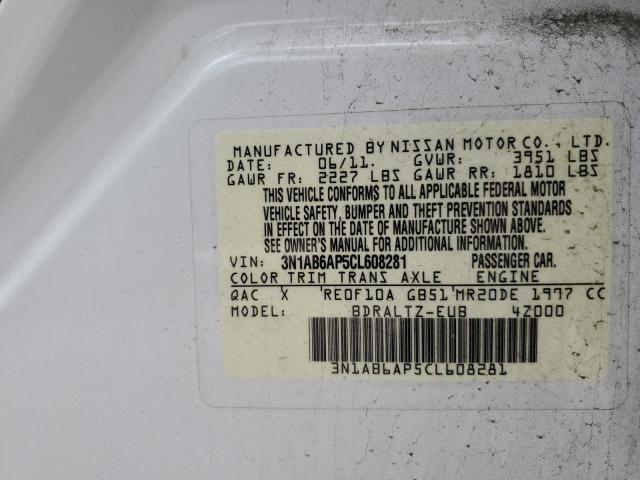 MANUFACTURED BY NISSAN MOTOR CO., LTD.
DATE: 06/11. GVWR: 3951 LBS
GAWR FR: 2227 LBS GAWR RR: 1810 LBS
THIS VEHICLE CONFORMS TO ALL APPLICABLE FEDERAL MOTOR
VEHICLE SAFETY, BUMPER AND THEFT PREVENTION STANDARDS
IN EFFECT ON THE DATE OF MANUFACTURE SHOWN ABOVE.
SEE OWNER'S MANUAL FOR ADDITIONAL INFORMATION.
VIN: 3N1AB6AP5CL608281 PASSENGER CAR.
COLOR TRIM TRANS AXLE ENGINE
QAC X 'RE0F10A GB51'MR20DE 1997 CC
MODEL: BDRALTZ-EUB 4Z000
3N1AB6AP5CL608281